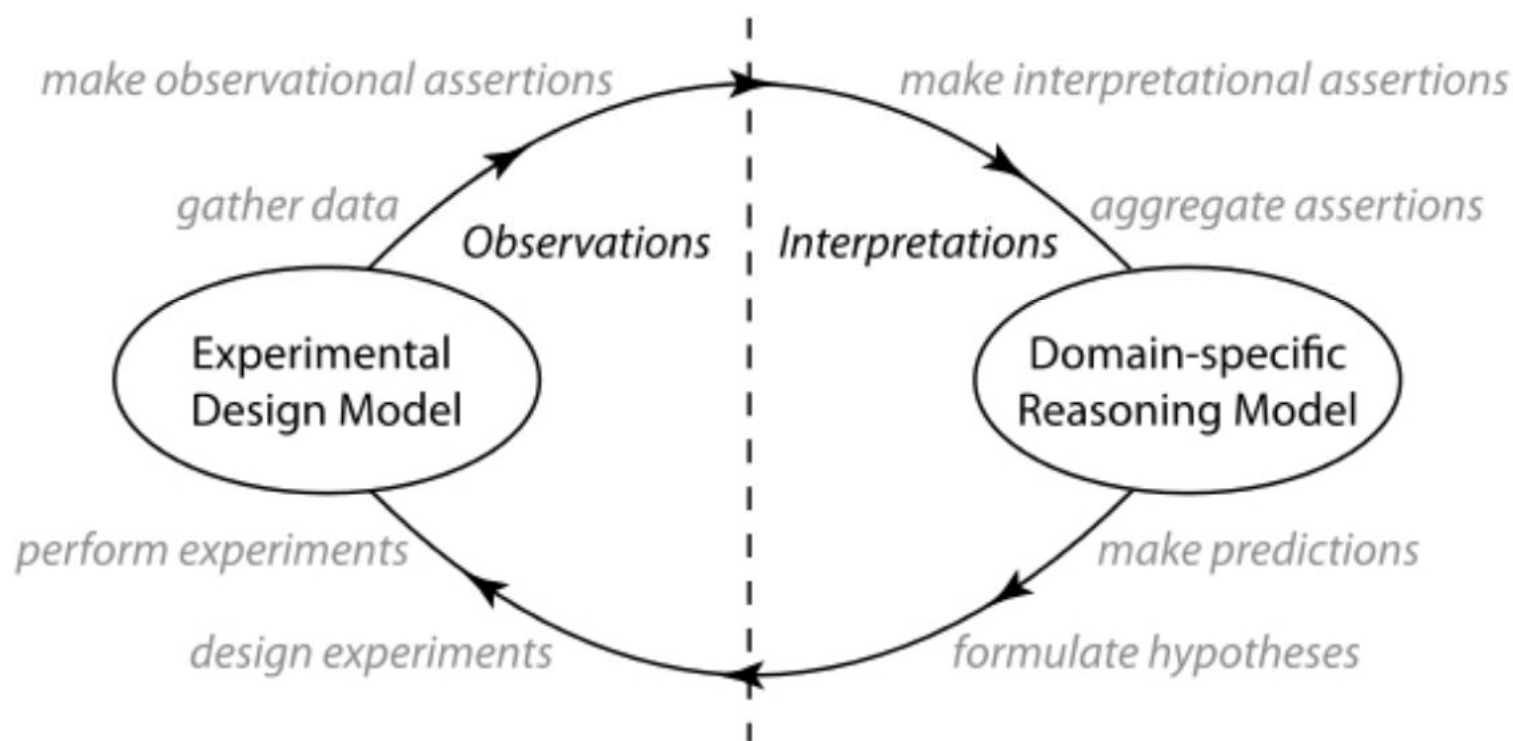 make observational assertions
make interpretational assertions
gather data
aggregate assertions
Observations
Interpretations
Experimental
Design Model
Domain-specific
Reasoning Model
perform experiments
make predictions
design experiments
formulate hypotheses